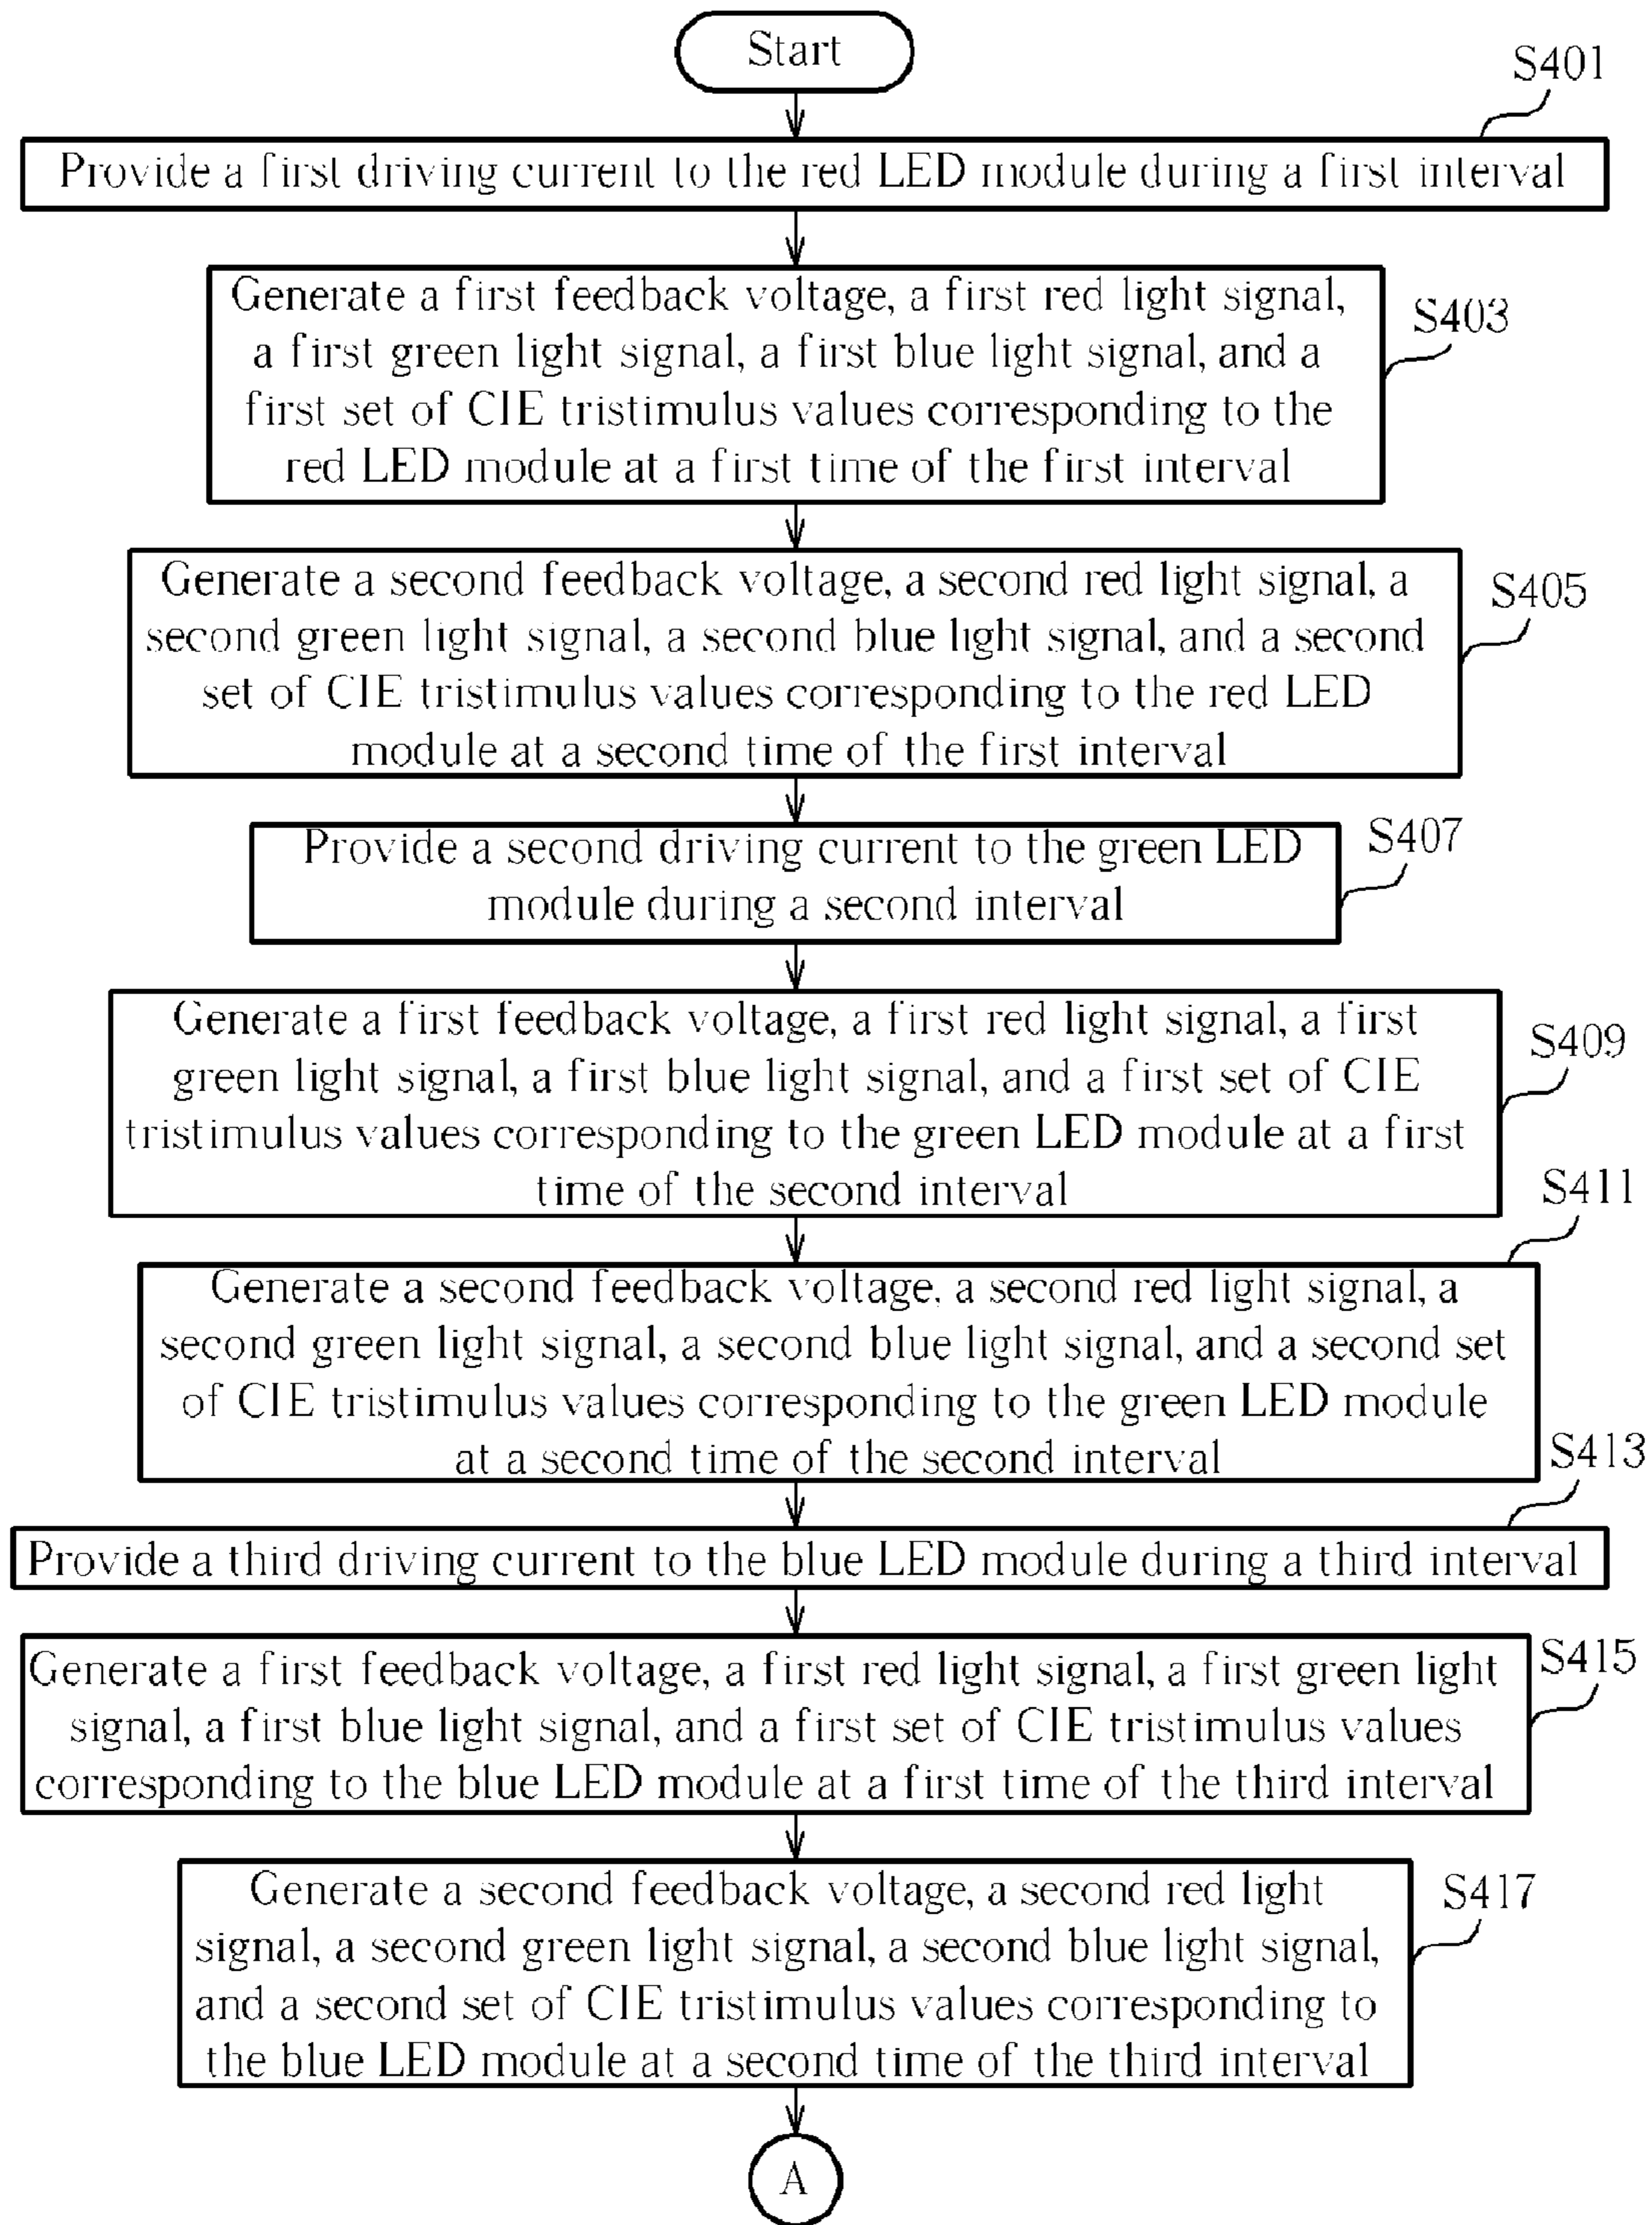 Start
S401
Provide a first driving current to the red LED module during a first interval
Generate a first feedback voltage, a first red light signal,
a first green light signal, a first blue light signal, and a
first set of CIE tristimulus values corresponding to the
red LED module at a first time of the first interval
S403
Generate a second feedback voltage, a second red light signal, a
second green light signal, a second blue light signal, and a second
set of CIE tristimulus values corresponding to the red LED
module at a second time of the first interval
S405
Provide a second driving current to the green LED
module during a second interval
S407
Generate a first feedback voltage, a first red light signal, a first
green light signal, a first blue light signal, and a first set of CIE
tristimulus values corresponding to the green LED module at a first
time of the second interval
S409
S411
Generate a second feedback voltage, a second red light signal, a
second green light signal, a second blue light signal, and a second set
of CIE tristimulus values corresponding to the green LED module
at a second time of the second interval
S413
Provide a third driving current to the blue LED module during a third interval
Generate a first feedback voltage, a first red light signal, a first green light
signal, a first blue light signal, and a first set of CIE tristimulus values
corresponding to the blue LED module at a first time of the third interval
S415
Generate a second feedback voltage, a second red light
signal, a second green light signal, a second blue light signal,
and a second set of CIE tristimulus values corresponding to
the blue LED module at a second time of the third interval
S417
A